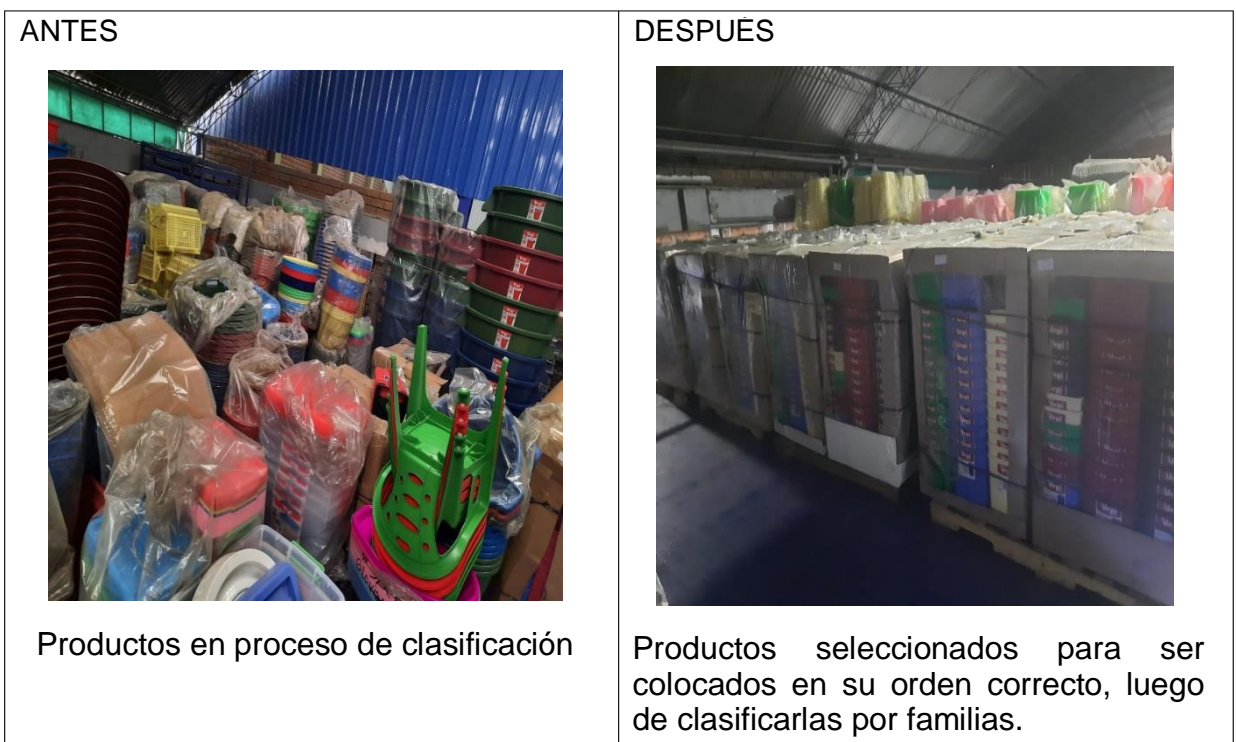 ANTES
DESPUÉS
Productos en proceso de clasificación
Productos seleccionados para ser
colocados en su orden correcto, luego
de clasificarlas por familias.